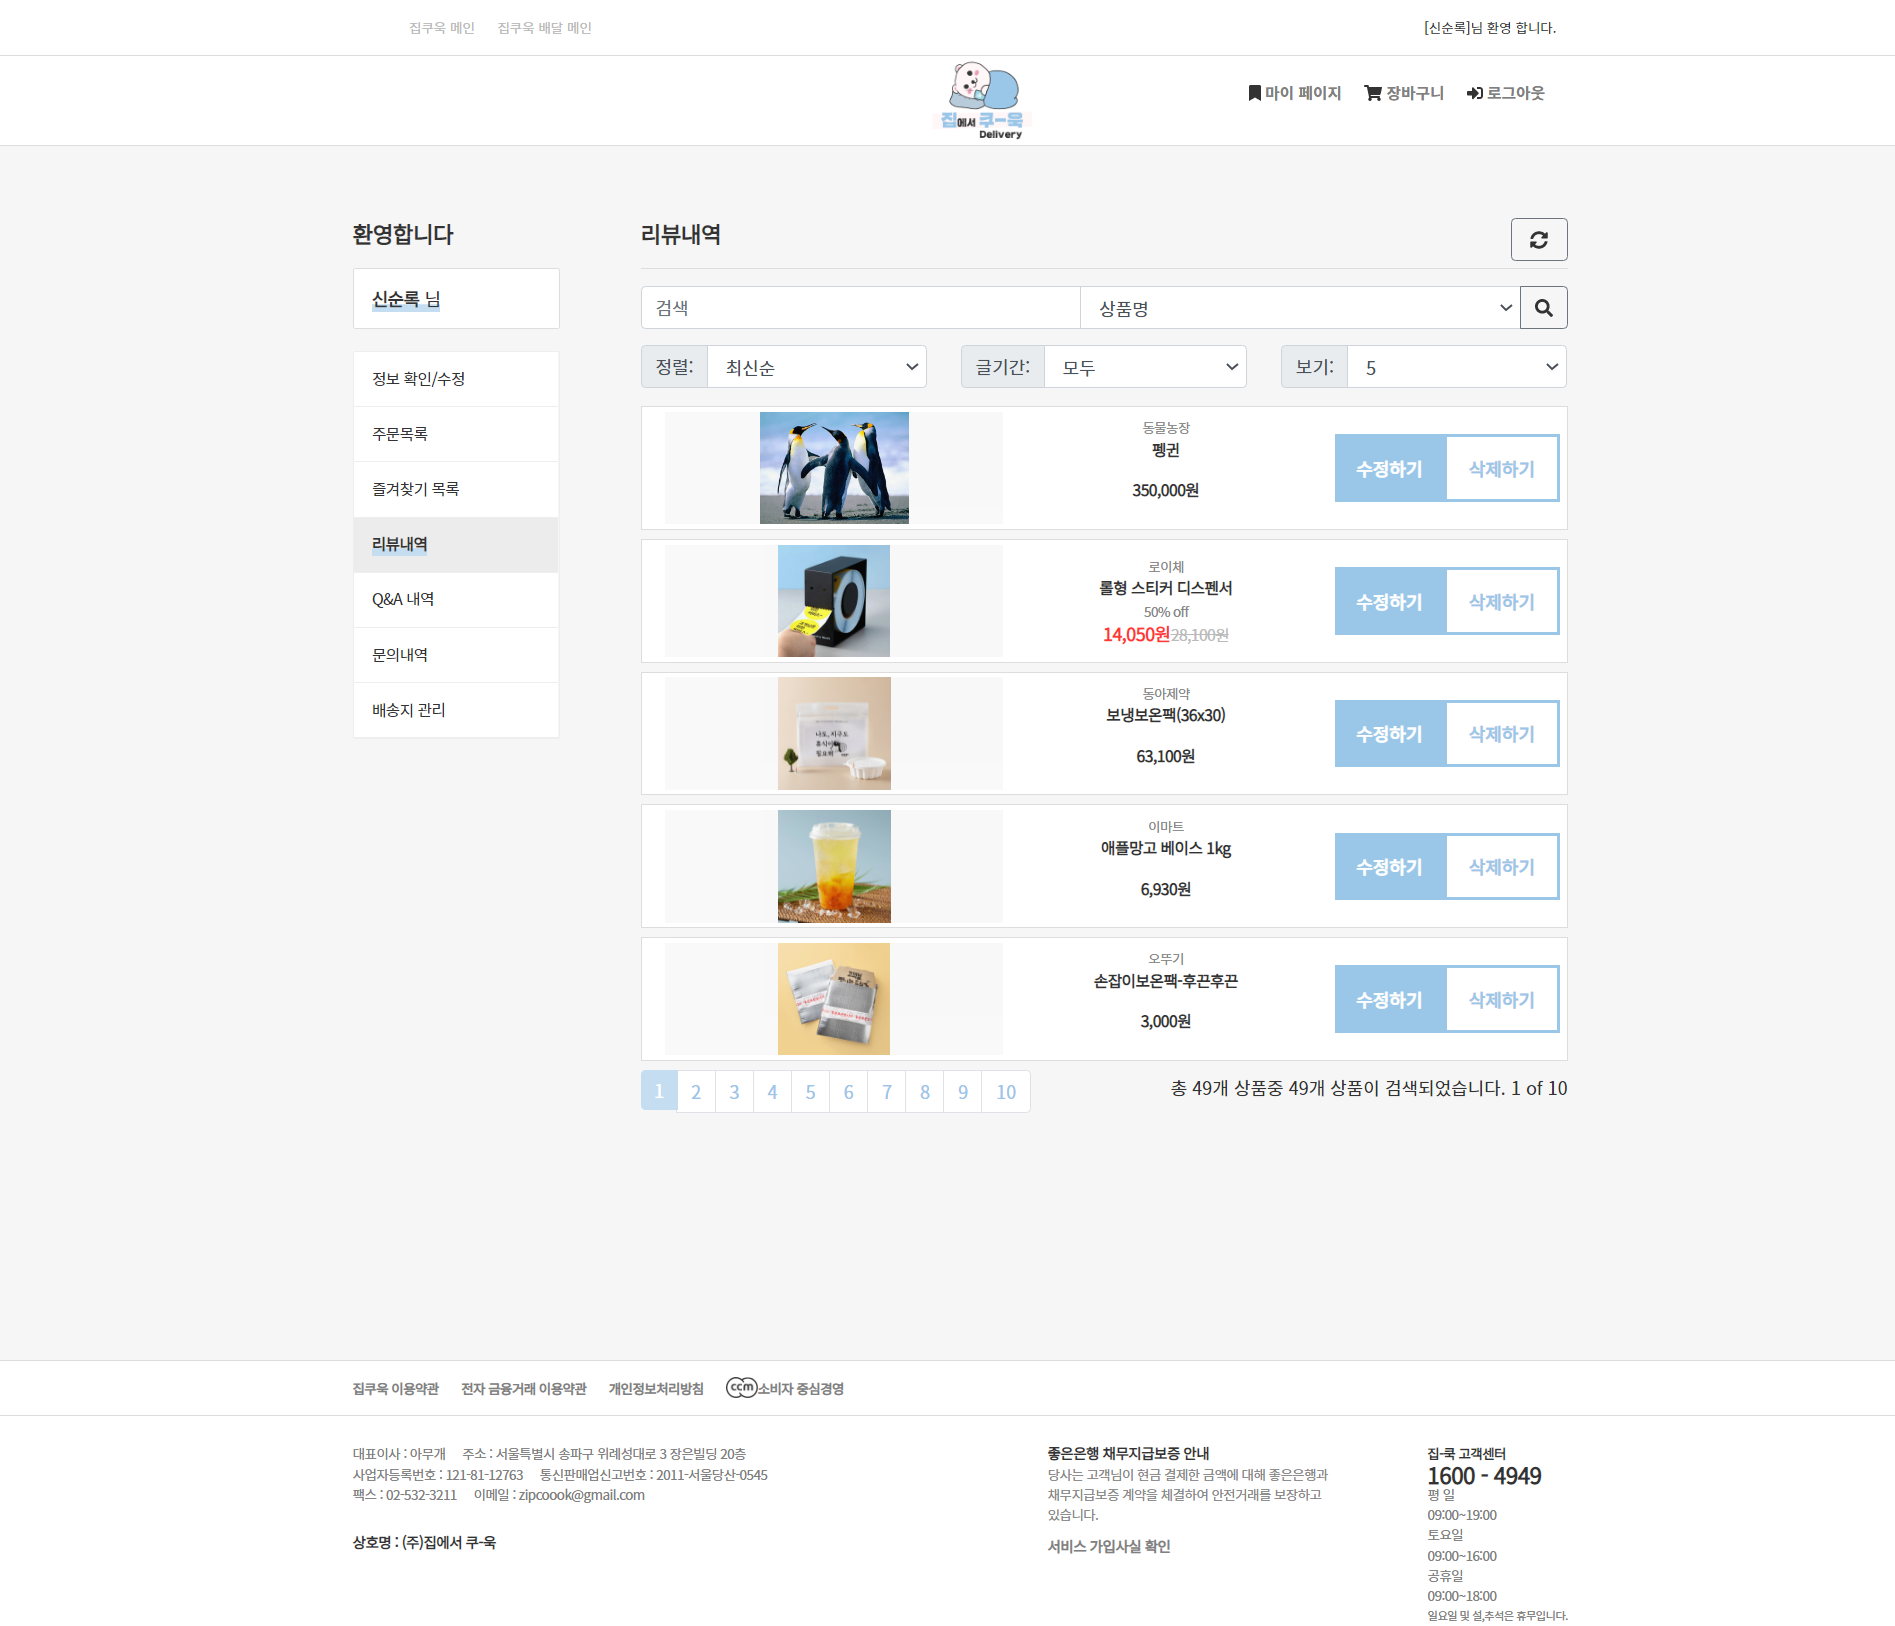 집쿠욱 메인 집쿠욱 배달 메인 [신순록]님 환영 합니다.
집에서 쿠-욱
Delivery
마이 페이지 장바구니 로그아웃
환영합니다
신순록 님
정보 확인/수정
주문목록
즐겨찾기 목록
리뷰내역
Q&A 내역
문의내역
배송지 관리
리뷰내역
검색 상품명
정렬: 최신순 글기간: 모두 보기: 5
동물농장
펭귄
350,000원
수정하기 삭제하기
로이체
롤형 스티커 디스펜서
50% off
14,050원28,100원
수정하기 삭제하기
나도, 지구도
휴식이
필요해
동아제약
보냉보온팩(36x30)
63,100원
수정하기 삭제하기
이마트
애플망고 베이스 1kg
6,930원
수정하기 삭제하기
오뚜기
손잡이보온팩-후끈후끈
3,000원
수정하기 삭제하기
1 2 3 4 5 6 7 8 9 10
총 49개 상품중 49개 상품이 검색되었습니다. 1 of 10
집쿠욱 이용약관 전자 금융거래 이용약관 개인정보처리방침 ccm소비자 중심경영
대표이사 : 아무개 주소 : 서울특별시 송파구 위례성대로 3 장은빌딩 20층
사업자등록번호 : 121-81-12763 통신판매업신고번호 : 2011-서울당산-0545
팩스 : 02-532-3211 이메일 : zipcoook@gmail.com
상호명 : (주)집에서 쿠-욱
좋은은행 채무지급보증 안내
당사는 고객님이 현금 결제한 금액에 대해 좋은은행과
채무지급보증 계약을 체결하여 안전거래를 보장하고
있습니다.
서비스 가입사실 확인
집-쿡 고객센터
1600 - 4949
평 일
09:00~19:00
토요일
09:00~16:00
공휴일
09:00~18:00
일요일 및 설,추석은 휴무입니다.